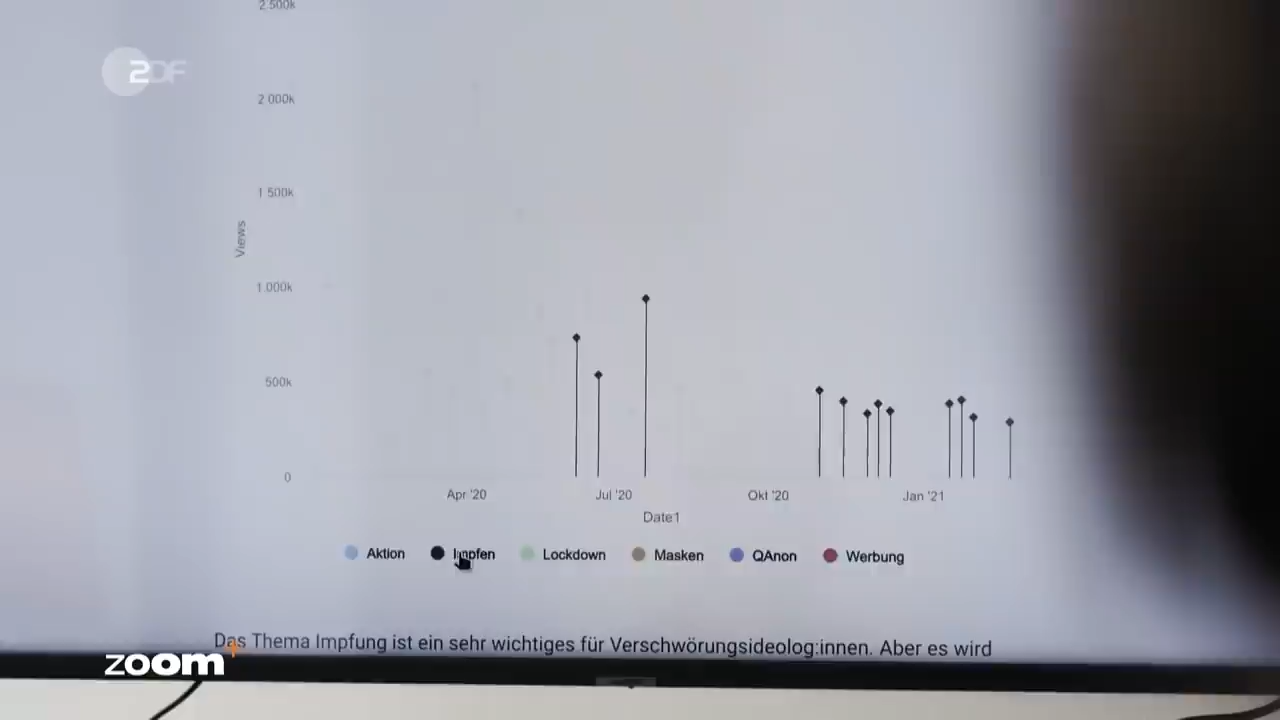 2 500k
ZDF
2 000k
1 500k
Views
1 000k
500k
0
Apr '20 Jul '20 Okt '20 Jan '21
Date1
Aktion Impfen Lockdown Masken QAnon Werbung
Das Thema Impfung ist ein sehr wichtiges für Verschwörungsideolog:innen. Aber es wird
zoom